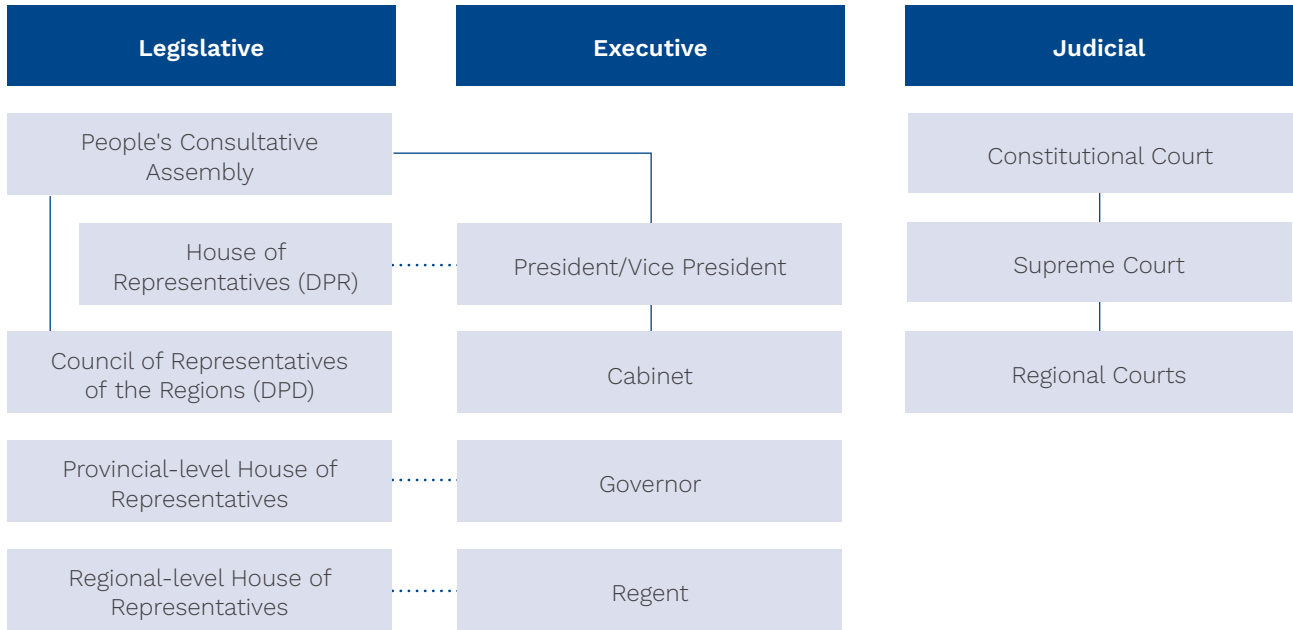 Legislative
Executive
Judicial
People's Consultative
Assembly
Constitutional Court
House of
Representatives (DPR)
President/Vice President
Supreme Court
Council of Representatives
of the Regions (DPD)
Cabinet
Regional Courts
Provincial-level House of
Representatives
Governor
Regional-level House of
Representatives
Regent